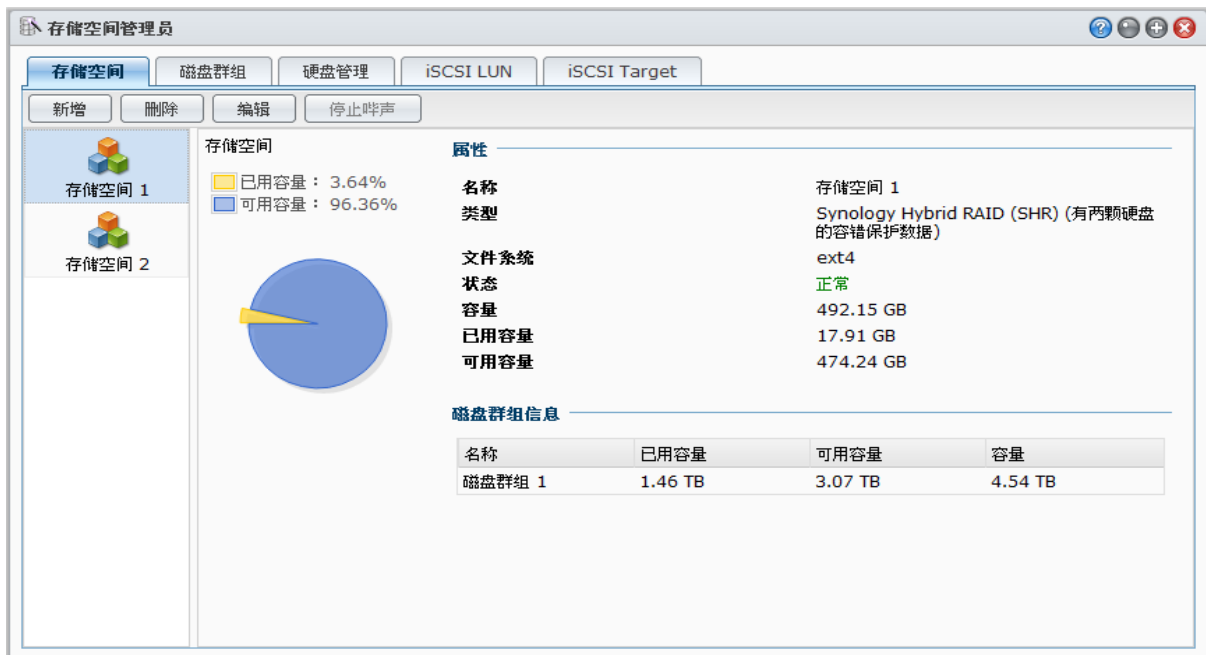 存储空间管理员
存储空间 磁盘群组 硬盘管理 iSCSI LUN iSCSI Target
新增 删除 编辑 停止哔声
存储空间 1
存储空间 2
存储空间
已用容量： 3.64%
可用容量： 96.36%
属性
名称 存储空间 1
类型 Synology Hybrid RAID (SHR) (有两颗硬盘
的容错保护数据)
文件系统 ext4
状态 正常
容量 492.15 GB
已用容量 17.91 GB
可用容量 474.24 GB
磁盘群组信息
名称 已用容量 可用容量 容量
磁盘群组 1 1.46 TB 3.07 TB 4.54 TB